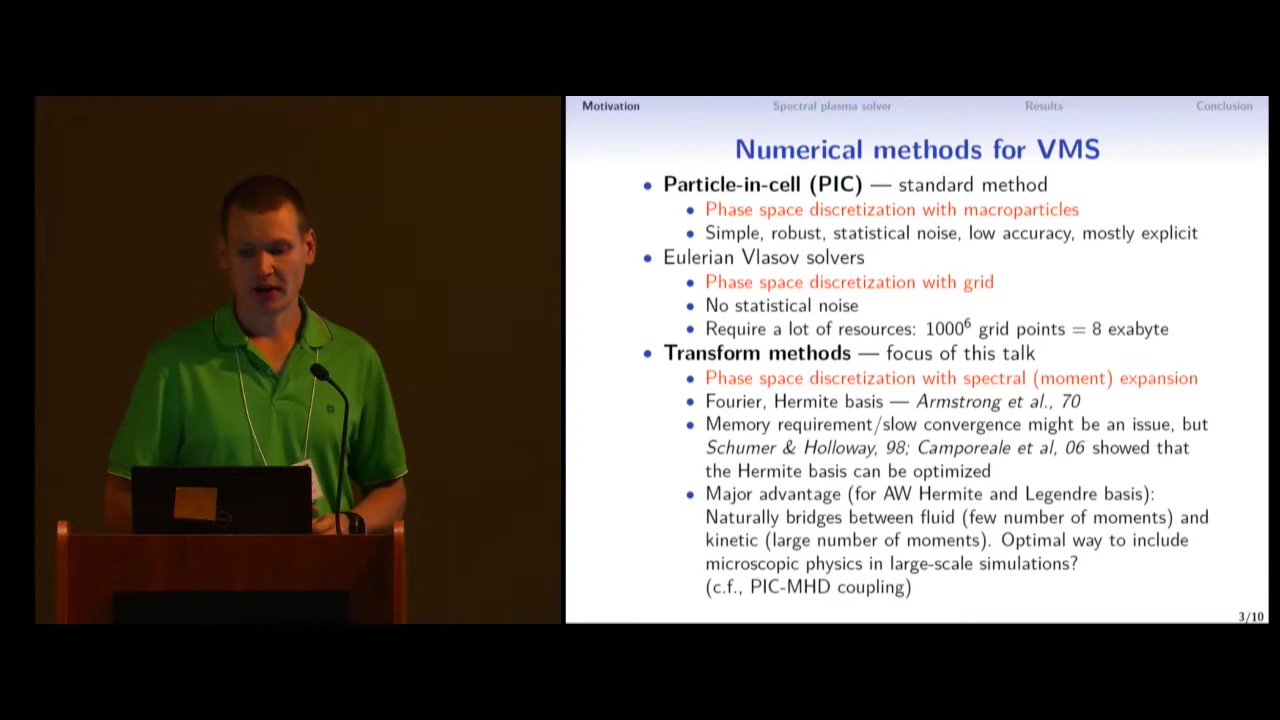 Motivation Spectral plasma solver Results Conclusion
Numerical methods for VMS
• Particle-in-cell (PIC) — standard method
• Phase space discretization with macroparticles
• Simple, robust, statistical noise, low accuracy, mostly explicit
• Eulerian Vlasov solvers
• Phase space discretization with grid
• No statistical noise
• Require a lot of resources: 1000⁶ grid points = 8 exabyte
• Transform methods — focus of this talk
• Phase space discretization with spectral (moment) expansion
• Fourier, Hermite basis — Armstrong et al., 70
• Memory requirement/slow convergence might be an issue, but
Schumer & Holloway, 98; Camporeale et al, 06 showed that
the Hermite basis can be optimized
• Major advantage (for AW Hermite and Legendre basis):
Naturally bridges between fluid (few number of moments) and
kinetic (large number of moments). Optimal way to include
microscopic physics in large-scale simulations?
(c.f., PIC-MHD coupling)
3/10